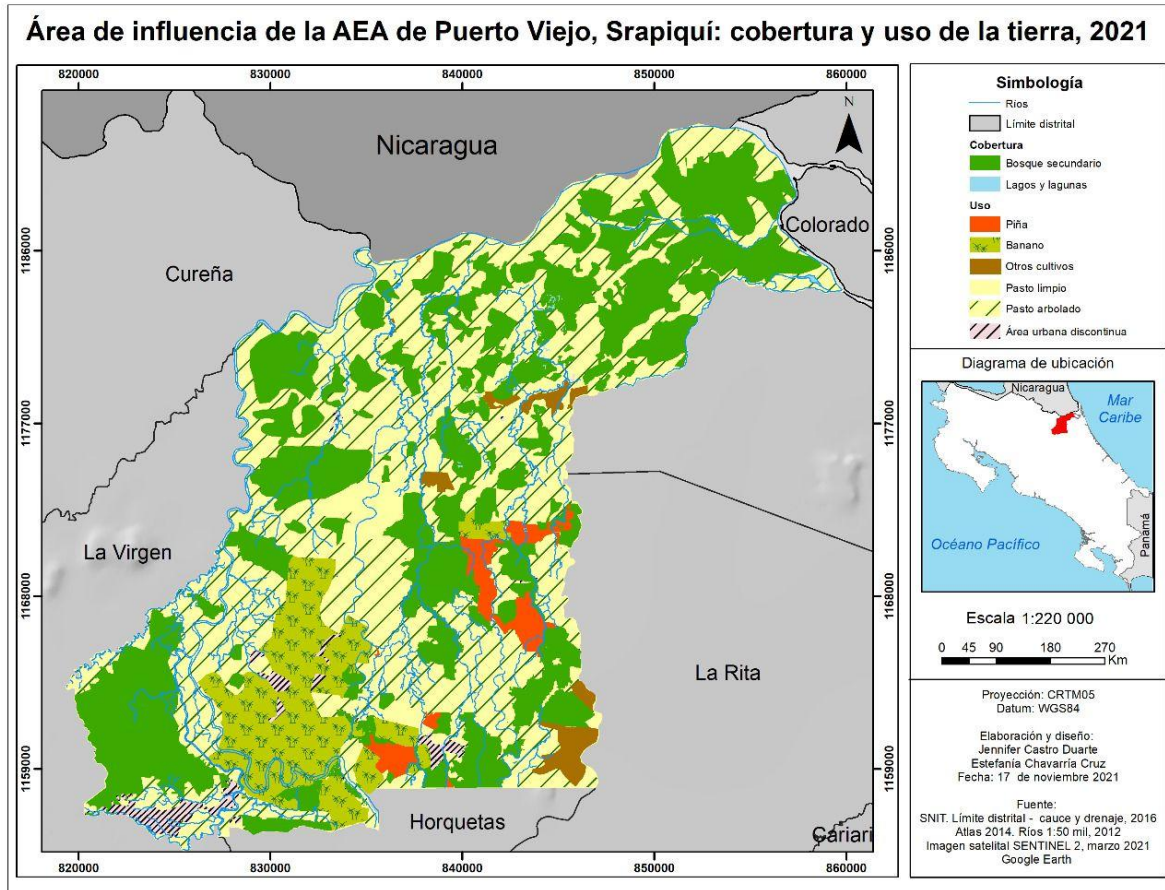 Área de influencia de la AEA de Puerto Viejo, Srapiquí: cobertura y uso de la tierra, 2021
820000
830000
840000
850000
860000
1186000
1177000
1168000
1159000
Nicaragua
Cureña
Colorado
La Virgen
La Rita
Horquetas
Cariari
N
1186000
1177000
1168000
1159000
820000
830000
840000
850000
860000
Simbología
Ríos
Límite distrital
Cobertura
Bosque secundario
Lagos y lagunas
Uso
Piña
Banano
Otros cultivos
Pasto limpio
Pasto arbolado
Área urbana discontinua
Diagrama de ubicación
Nicaragua
Mar
Caribe
Océano Pacífico
Panamá
Escala 1:220 000
0 45 90 180 270
Km
Proyección: CRTM05
Datum: WGS84
Elaboración y diseño:
Jennifer Castro Duarte
Estefanía Chavarría Cruz
Fecha: 17 de noviembre 2021
Fuente:
SNIT. Límite distrital - cauce y drenaje, 2016
Atlas 2014. Ríos 1:50 mil, 2012
Imagen satelital SENTINEL 2, marzo 2021
Google Earth